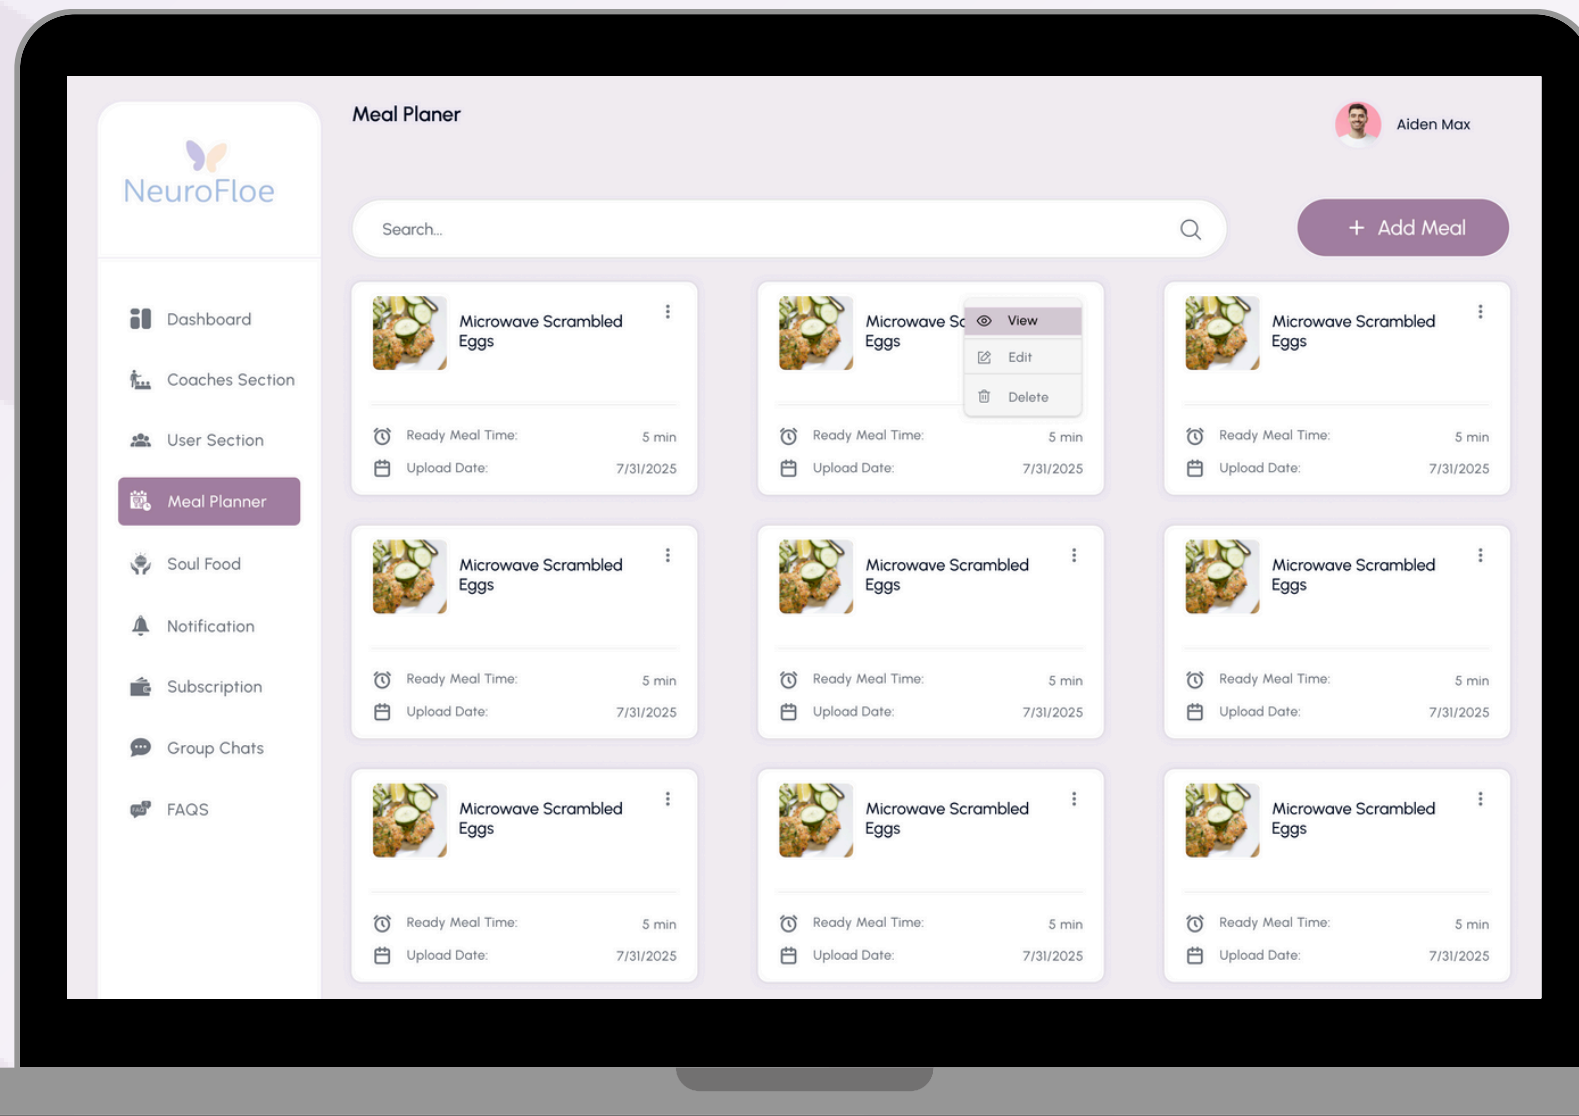 Meal Planer
Aiden Max
NeuroFloe
Search...
+ Add Meal
Dashboard
Coaches Section
User Section
Meal Planner
Soul Food
Notification
Subscription
Group Chats
FAQS
Microwave Scrambled
Eggs
Ready Meal Time: 5 min
Upload Date: 7/31/2025
Microwave Sc
Eggs
View
Edit
Delete
Ready Meal Time: 5 min
Upload Date: 7/31/2025
Microwave Scrambled
Eggs
Ready Meal Time: 5 min
Upload Date: 7/31/2025
Microwave Scrambled
Eggs
Ready Meal Time: 5 min
Upload Date: 7/31/2025
Microwave Scrambled
Eggs
Ready Meal Time: 5 min
Upload Date: 7/31/2025
Microwave Scrambled
Eggs
Ready Meal Time: 5 min
Upload Date: 7/31/2025
Microwave Scrambled
Eggs
Ready Meal Time: 5 min
Upload Date: 7/31/2025
Microwave Scrambled
Eggs
Ready Meal Time: 5 min
Upload Date: 7/31/2025
Microwave Scrambled
Eggs
Ready Meal Time: 5 min
Upload Date: 7/31/2025